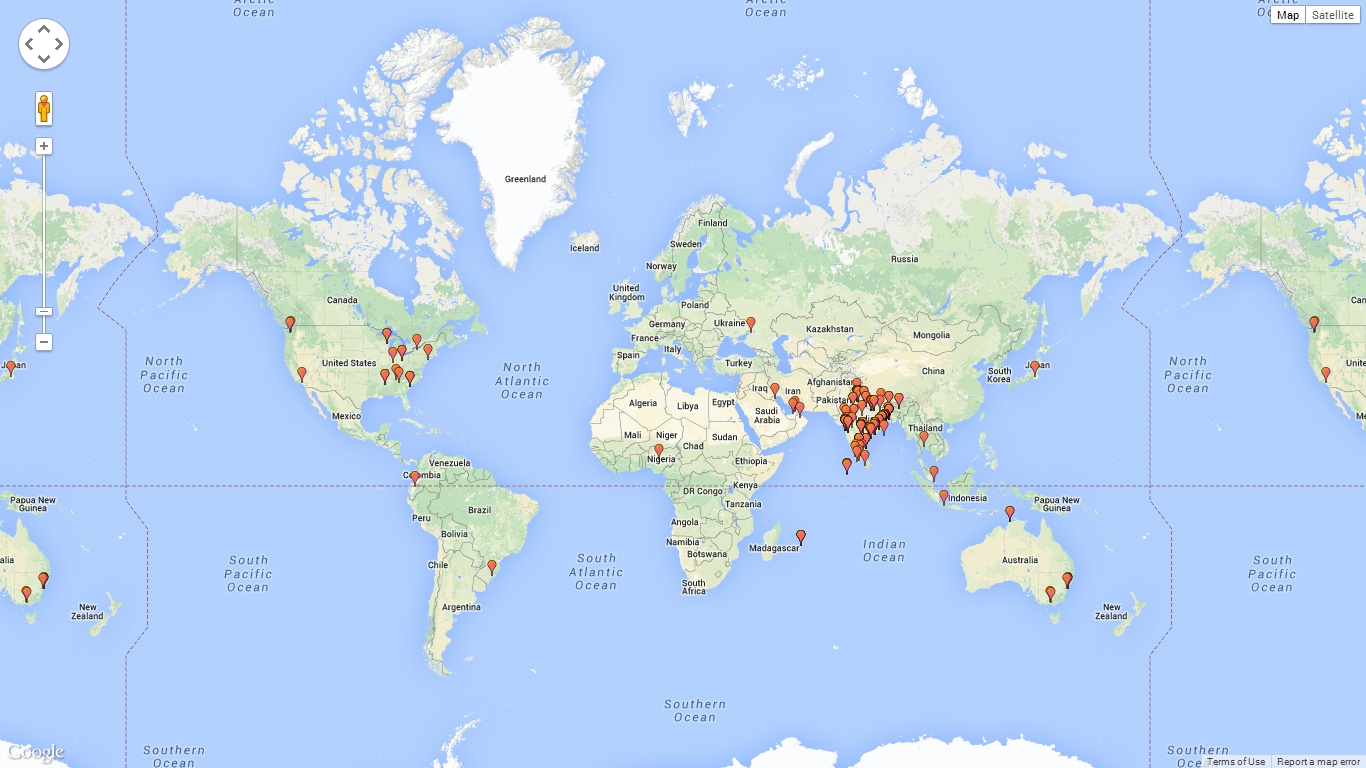 Arctic
Ocean
Arctic
Ocean
Map
Satellite
Greenland
Iceland
Finland
Sweden
Norway
Russia
United
Kingdom
Poland
Germany
Ukraine
France
Italy
Spain
Turkey
Kazakhstan
Mongolia
China
South
Korea
Japan
Japan
Canada
United States
Mexico
North
Pacific
Ocean
North
Atlantic
Ocean
North
Pacific
Ocean
Algeria
Libya
Egypt
Iraq
Iran
Afghanistan
Pakistan
Saudi
Arabia
Mali
Niger
Chad
Sudan
Nigeria
Ethiopia
Kenya
DR Congo
Tanzania
Angola
Namibia
Botswana
Madagascar
South
Africa
Thailand
Indonesia
Papua New
Guinea
Papua New
Guinea
Venezuela
Colombia
Peru
Brazil
Bolivia
Chile
Argentina
South
Pacific
Ocean
South
Atlantic
Ocean
Indian
Ocean
South
Pacific
Ocean
Australia
alia
New
Zealand
New
Zealand
Can
Unite
Me
Southern
Ocean
Southern
Ocean
Southern
Google
Terms of Use
Report a map error